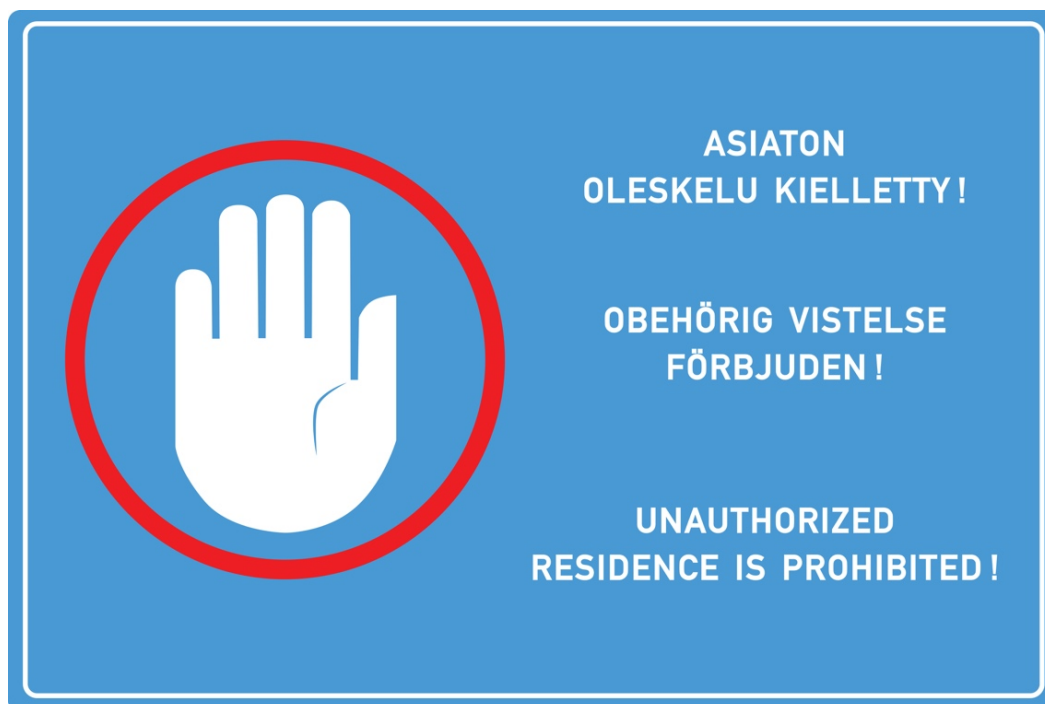 ASIATON
OLESKELU KIELLETTY!
OBEHÖRIG VISTELSE
FÖRBJUDEN!
UNAUTHORIZED
RESIDENCE IS PROHIBITED!